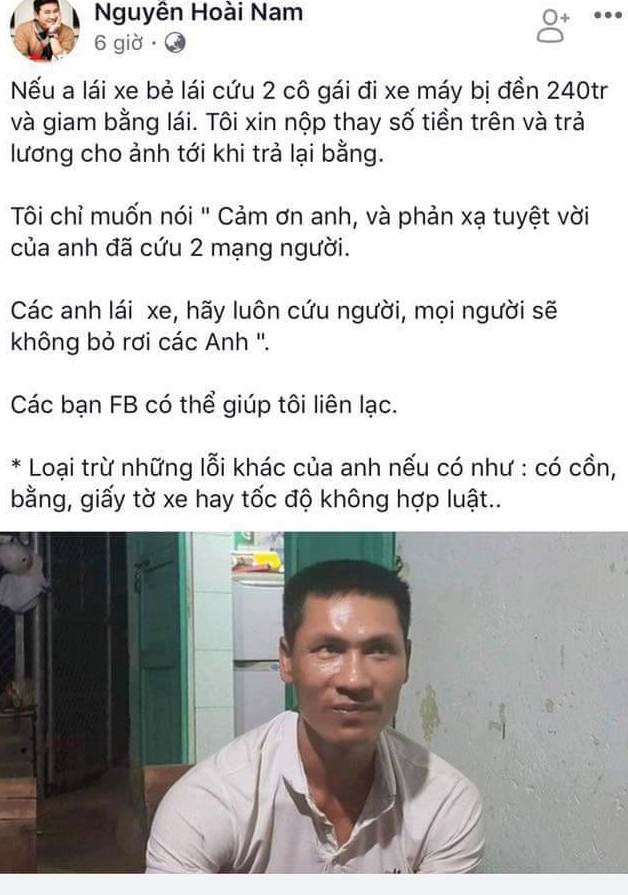 Nguyễn Hoài Nam
6 giờ ·
Nếu a lái xe bẻ lái cứu 2 cô gái đi xe máy bị đền 240tr
và giam bằng lái. Tôi xin nộp thay số tiền trên và trả
lương cho ảnh tới khi trả lại bằng.
Tôi chỉ muốn nói " Cảm ơn anh, và phản xạ tuyệt vời
của anh đã cứu 2 mạng người.
Các anh lái xe, hãy luôn cứu người, mọi người sẽ
không bỏ rơi các Anh ".
Các bạn FB có thể giúp tôi liên lạc.
* Loại trừ những lỗi khác của anh nếu có như : có cồn,
bằng, giấy tờ xe hay tốc độ không hợp luật..